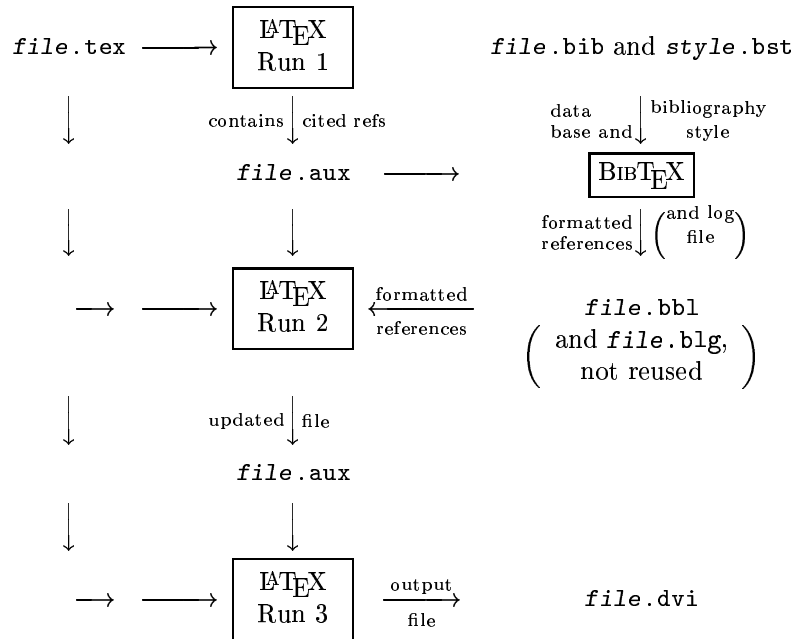 file.tex
LATEX
Run 1
file.bib and style.bst
contains cited refs
data
base and
bibliography
style
file.aux
BIBTEX
formatted
references
(and log
file)
LATEX
Run 2
formatted
references
file.bbl
(and file.blg,
not reused)
updated file
file.aux
LATEX
Run 3
output
file
file.dvi